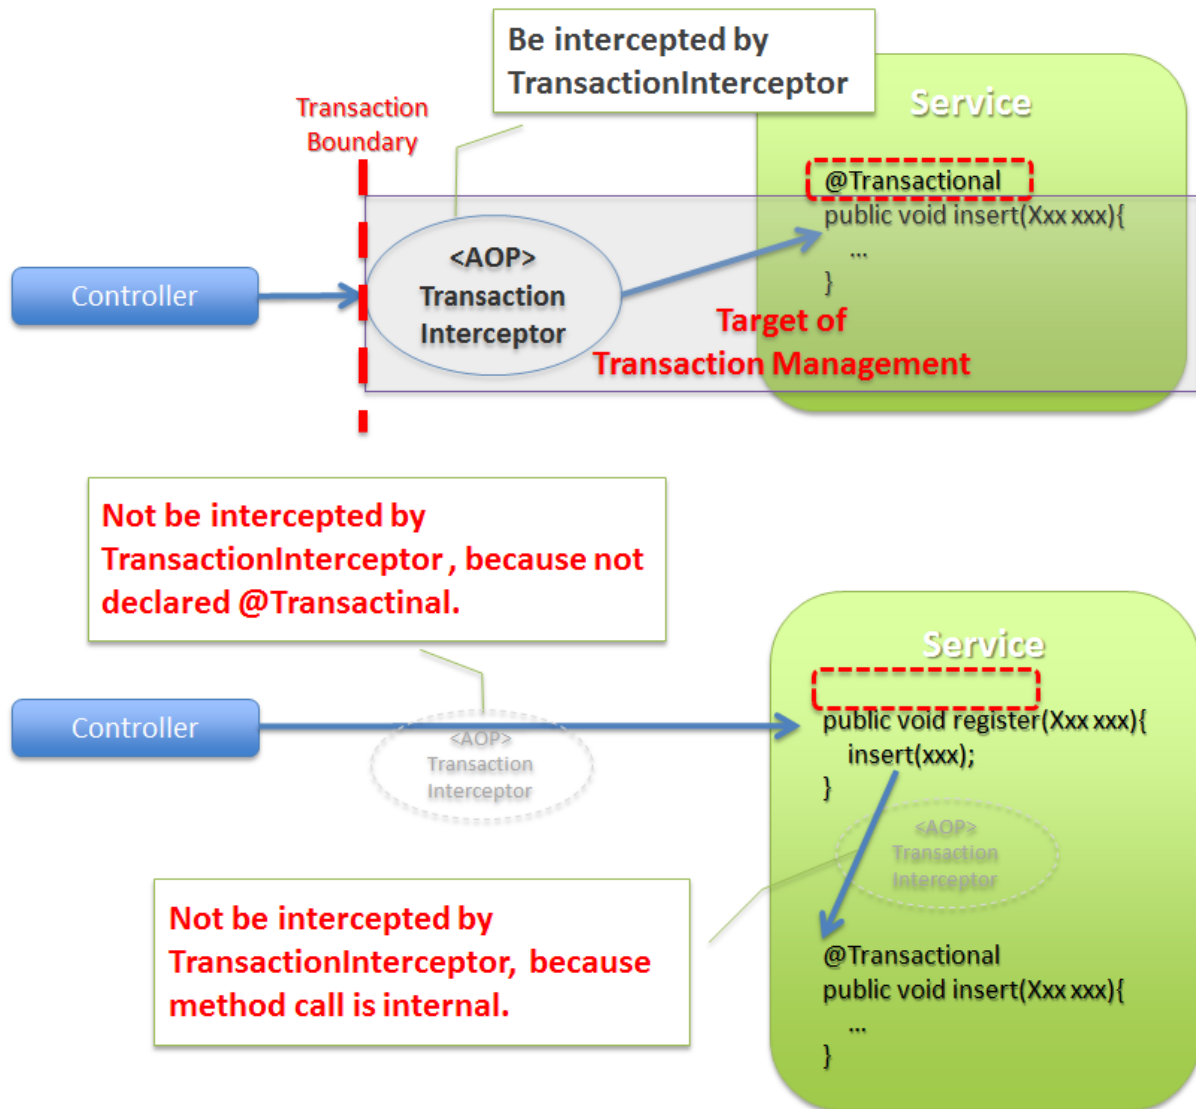 Be intercepted by
TransactionInterceptor
Service
Transaction
Boundary
@Transactional
public void insert(Xxx xxx){
...
}
<AOP>
Transaction
Interceptor
Controller
Target of
Transaction Management
Not be intercepted by
TransactionInterceptor , because not
declared @Transactinal.
Service
Controller
public void register(Xxx xxx){
insert(xxx);
}
<AOP>
Transaction
Interceptor
<AOP>
Transaction
Interceptor
Not be intercepted by
TransactionInterceptor, because
method call is internal.
@Transactional
public void insert(Xxx xxx){
...
}